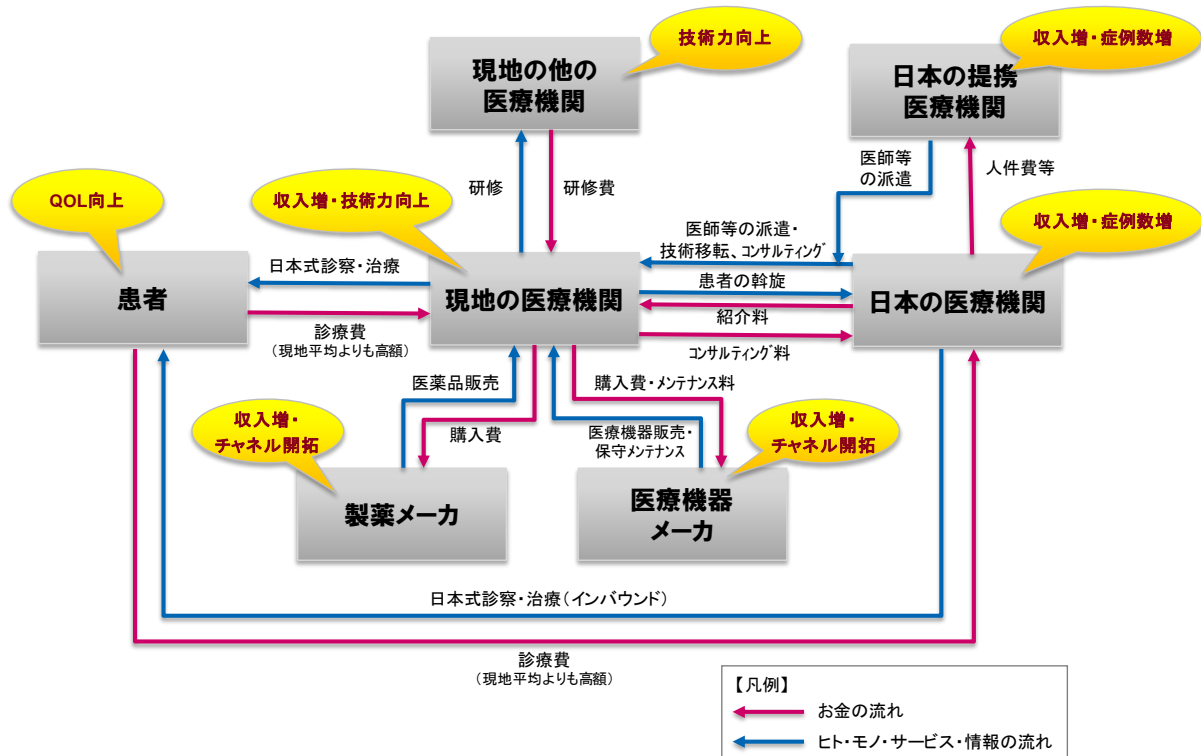 技術力向上
収入増・症例数増
現地の他の
医療機関
日本の提携
医療機関
医師等
の派遣
人件費等
研修
研修費
QOL向上
収入増・技術力向上
収入増・症例数増
医師等の派遣・
技術移転、コンサルティング
日本式診察・治療
患者の斡旋
患者
現地の医療機関
日本の医療機関
紹介料
診療費
(現地平均よりも高額)
コンサルティング料
医薬品販売
購入費・メンテナンス料
収入増・
チャネル開拓
購入費
医療機器販売・
保守メンテナンス
収入増・
チャネル開拓
製薬メーカ
医療機器
メーカ
日本式診察・治療(インバウンド)
診療費
(現地平均よりも高額)
【凡例】
お金の流れ
ヒト・モノ・サービス・情報の流れ